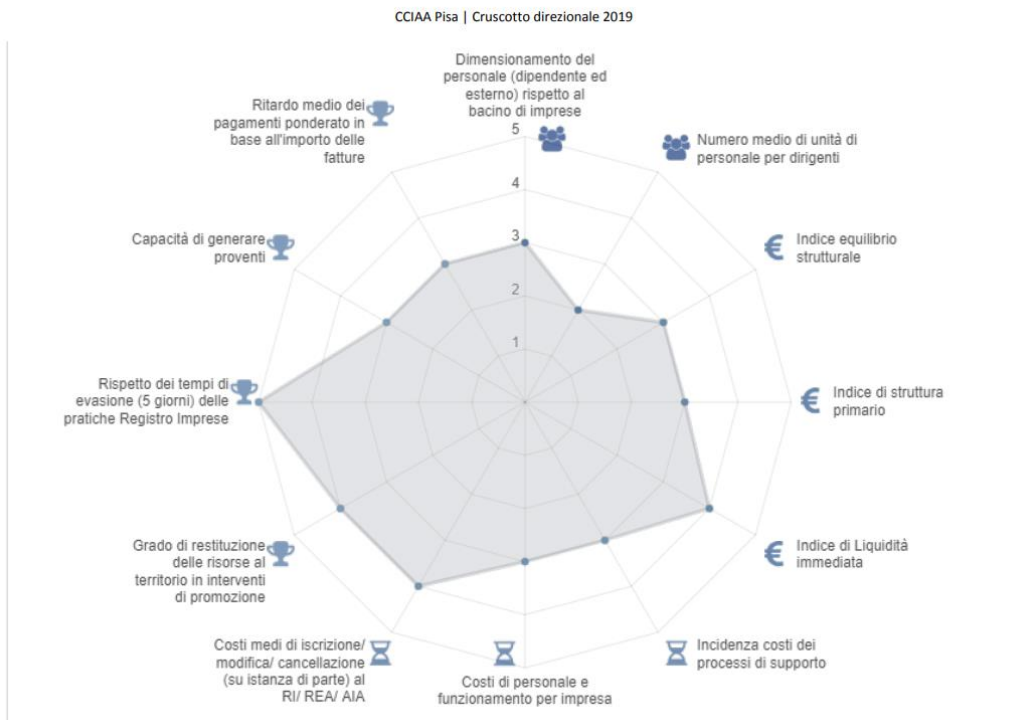 CCIAA Pisa | Cruscotto direzionale 2019
Dimensionamento del
personale (dipendente ed
esterno) rispetto al
bacino di imprese
Numero medio di unità di
personale per dirigenti
Indice equilibrio
strutturale
Indice di struttura
primario
Indice di Liquidità
immediata
Incidenza costi dei
processi di supporto
Costi di personale e
funzionamento per impresa
Costi medi di iscrizione/
modifica/ cancellazione
(su istanza di parte) al
RI/ REA/ AIA
Grado di restituzione
delle risorse al
territorio in interventi
di promozione
Rispetto dei tempi di
evasione (5 giorni) delle
pratiche Registro Imprese
Capacità di generare
proventi
Ritardo medio dei
pagamenti ponderato in
base all'importo delle
fatture
5
4
3
2
1